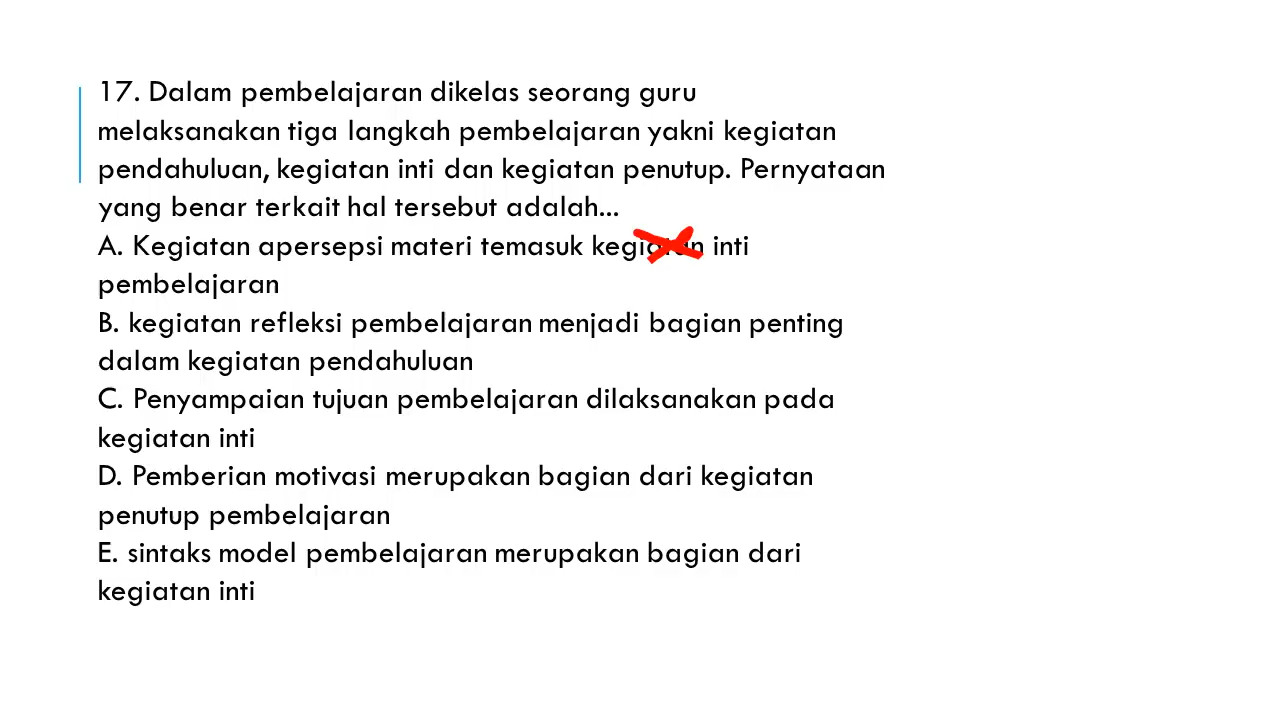 17. Dalam pembelajaran dikelas seorang guru
melaksanakan tiga langkah pembelajaran yakni kegiatan
pendahuluan, kegiatan inti dan kegiatan penutup. Pernyataan
yang benar terkait hal tersebut adalah...
A. Kegiatan apersepsi materi temasuk kegiatan inti
pembelajaran
B. kegiatan refleksi pembelajaran menjadi bagian penting
dalam kegiatan pendahuluan
C. Penyampaian tujuan pembelajaran dilaksanakan pada
kegiatan inti
D. Pemberian motivasi merupakan bagian dari kegiatan
penutup pembelajaran
E. sintaks model pembelajaran merupakan bagian dari
kegiatan inti